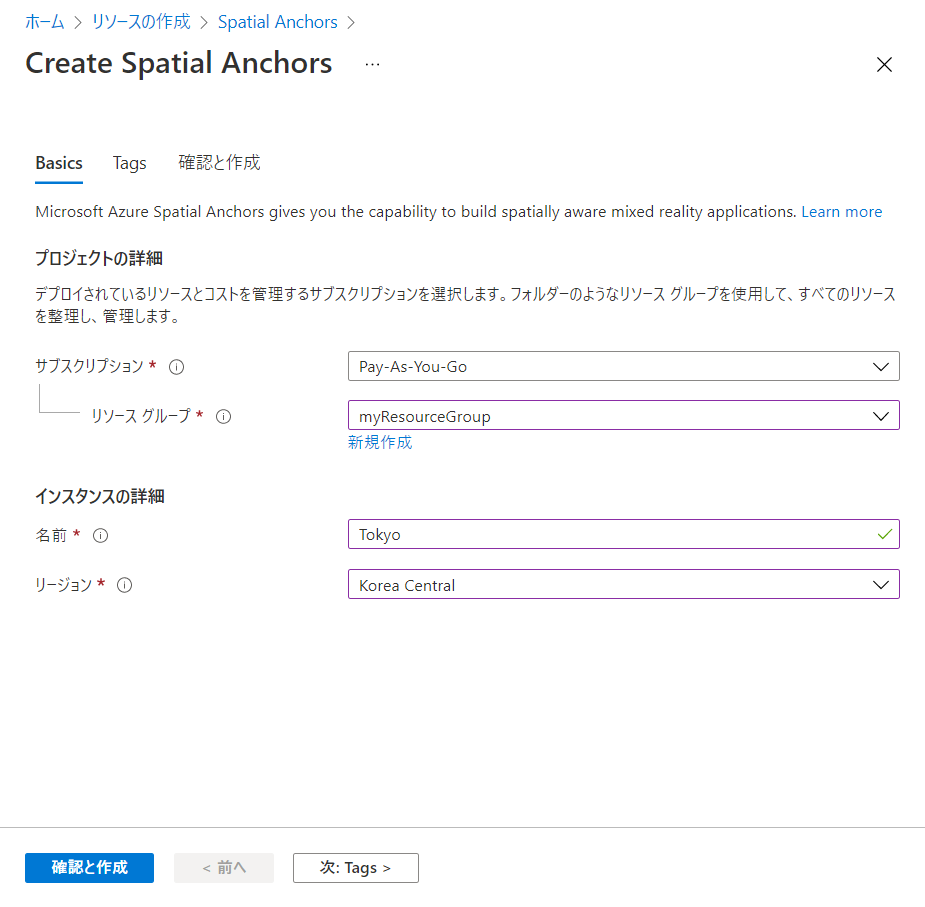 ホーム > リソースの作成 > Spatial Anchors >
Create Spatial Anchors ...
Basics Tags 確認と作成
Microsoft Azure Spatial Anchors gives you the capability to build spatially aware mixed reality applications. Learn more
プロジェクトの詳細
デプロイされているリソースとコストを管理するサブスクリプションを選択します。フォルダーのようなリソース グループを使用して、すべてのリソース
を整理し、管理します。
サブスクリプション * Pay-As-You-Go
リソース グループ * myResourceGroup
新規作成
インスタンスの詳細
名前 * Tokyo
リージョン * Korea Central
確認と作成 < 前へ 次: Tags >